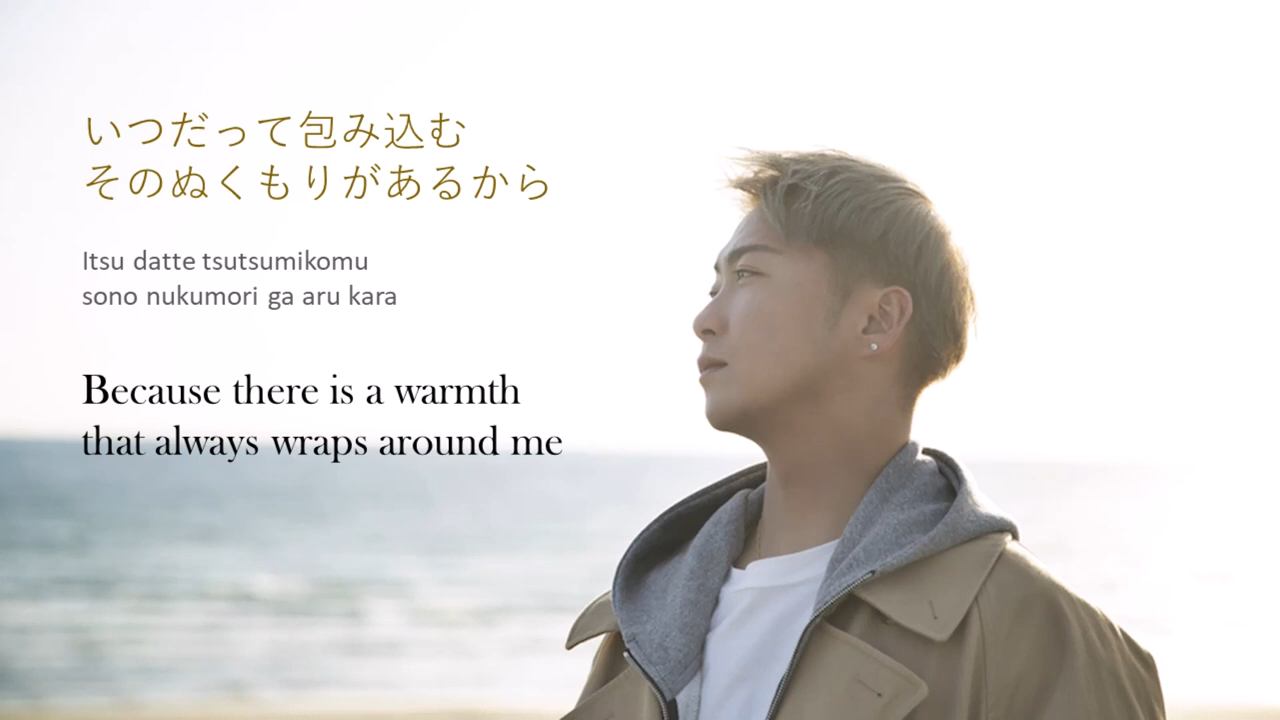 いつだって包み込む
そのぬくもりがあるから
Itsu datte tsutsumikomu
sono nukumori ga aru kara
Because there is a warmth
that always wraps around me